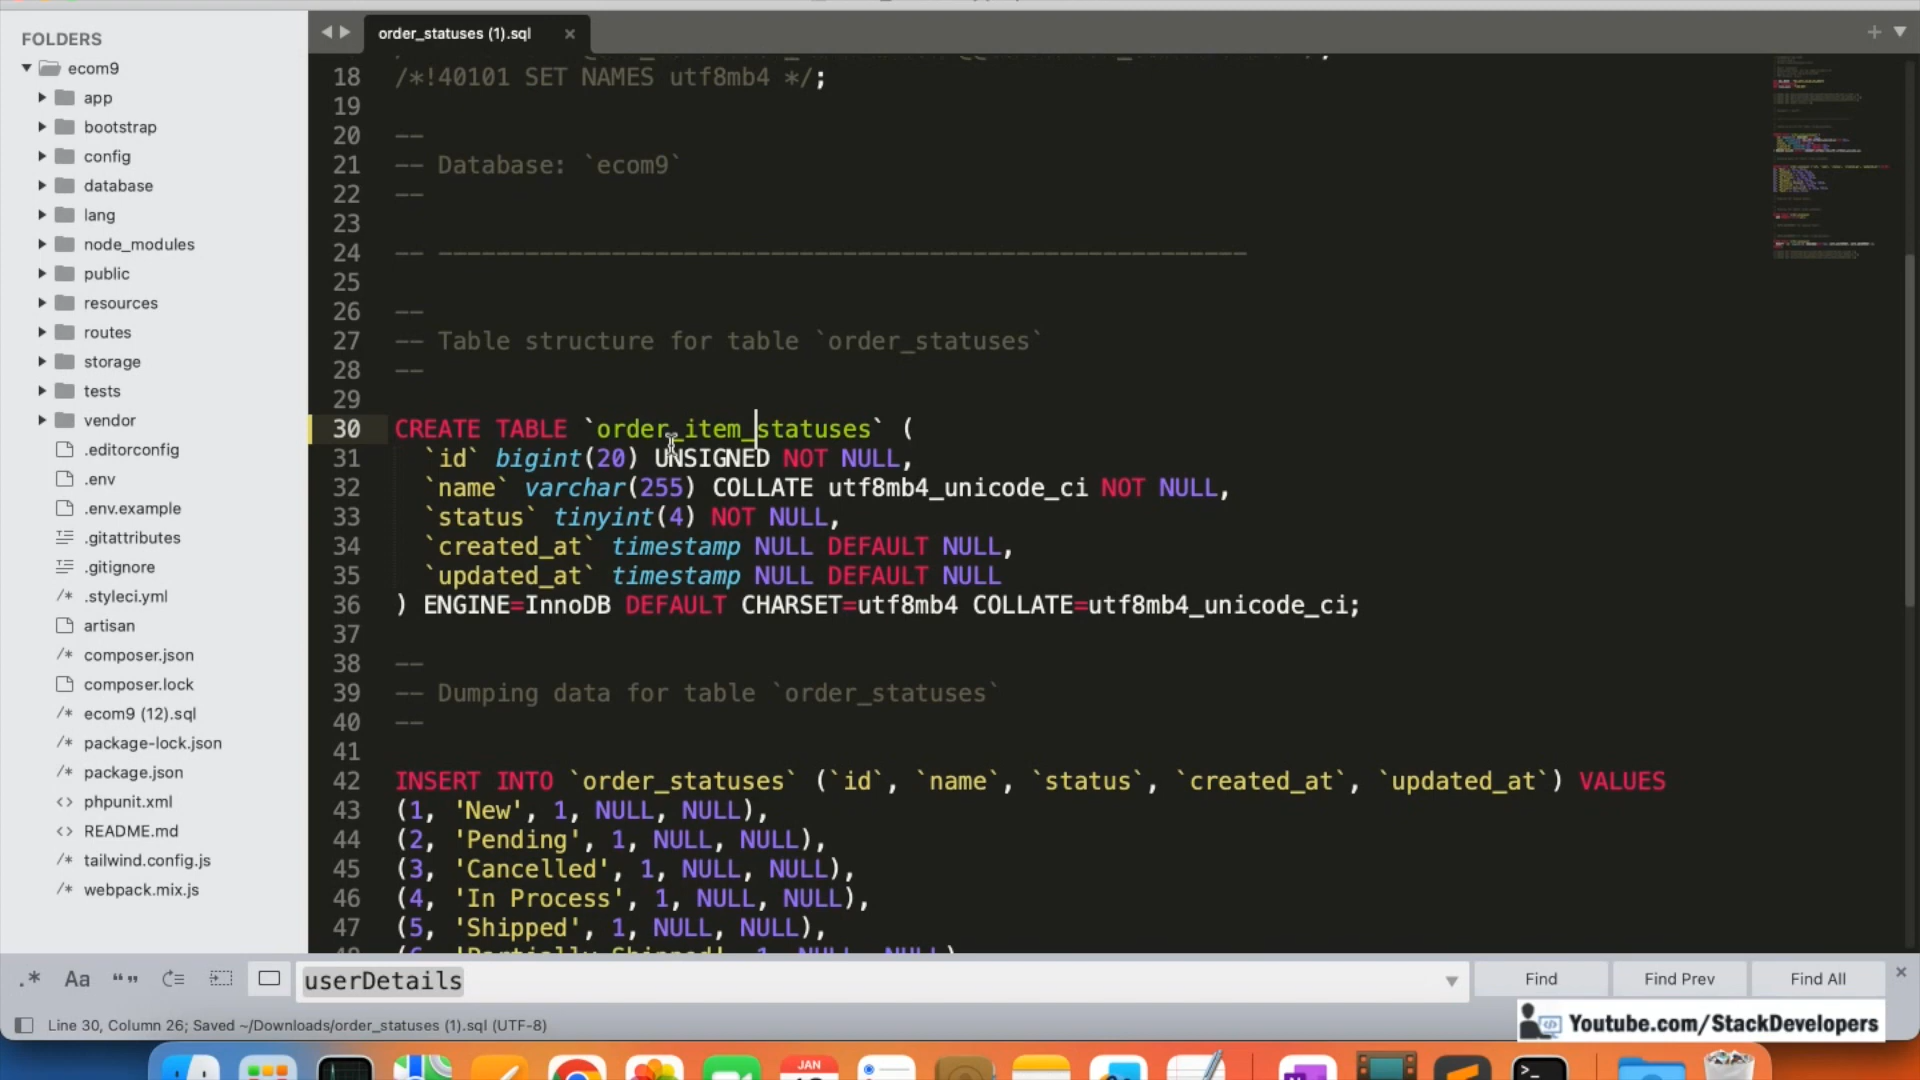 FOLDERS
ecom9
app
bootstrap
config
database
lang
node_modules
public
resources
routes
storage
tests
vendor
.editorconfig
.env
.env.example
.gitattributes
.gitignore
/* .styleci.yml
artisan
/* composer.json
composer.lock
/* ecom9 (12).sql
/* package-lock.json
/* package.json
<> phpunit.xml
<> README.md
/* tailwind.config.js
/* webpack.mix.js
order_statuses (1).sql ×
18 /*!40101 SET NAMES utf8mb4 */;
19
20 --
21 -- Database: `ecom9`
22 --
23
24 -- --------------------------------------------------------
25
26 --
27 -- Table structure for table `order_statuses`
28 --
29
30 CREATE TABLE `order_item_statuses` (
31 `id` bigint(20) UNSIGNED NOT NULL,
32 `name` varchar(255) COLLATE utf8mb4_unicode_ci NOT NULL,
33 `status` tinyint(4) NOT NULL,
34 `created_at` timestamp NULL DEFAULT NULL,
35 `updated_at` timestamp NULL DEFAULT NULL
36 ) ENGINE=InnoDB DEFAULT CHARSET=utf8mb4 COLLATE=utf8mb4_unicode_ci;
37
38 --
39 -- Dumping data for table `order_statuses`
40 --
41
42 INSERT INTO `order_statuses` (`id`, `name`, `status`, `created_at`, `updated_at`) VALUES
43 (1, 'New', 1, NULL, NULL),
44 (2, 'Pending', 1, NULL, NULL),
45 (3, 'Cancelled', 1, NULL, NULL),
46 (4, 'In Process', 1, NULL, NULL),
47 (5, 'Shipped', 1, NULL, NULL),
48 (6, 'Partially Shipped', 1, NULL, NULL)
.* Aa “” userDetails Find Find Prev Find All ×
Line 30, Column 26; Saved ~/Downloads/order_statuses (1).sql (UTF-8)
Youtube.com/StackDevelopers
JAN